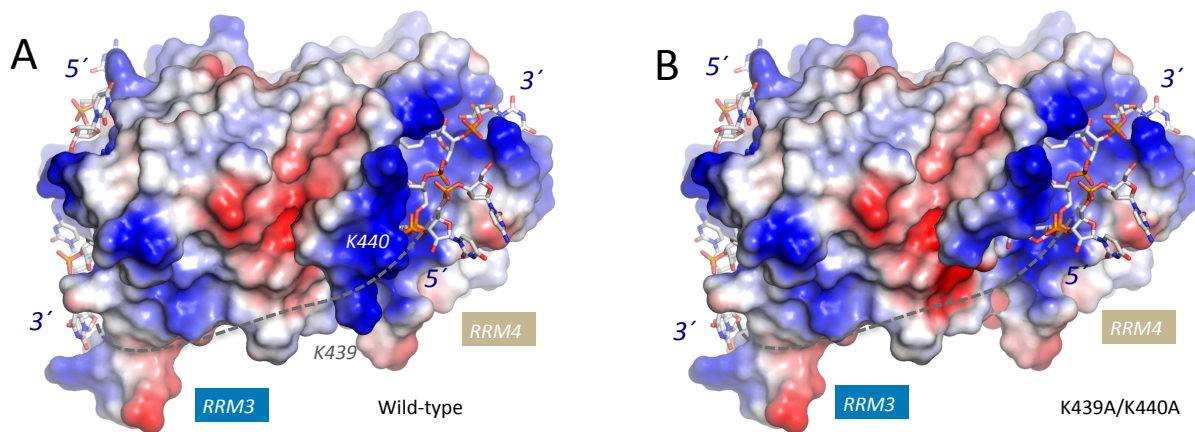 A
5´
3´
K440
5´
3´
K439
RRM4
RRM3
Wild-type
B
5´
3´
5´
3´
RRM4
RRM3
K439A/K440A